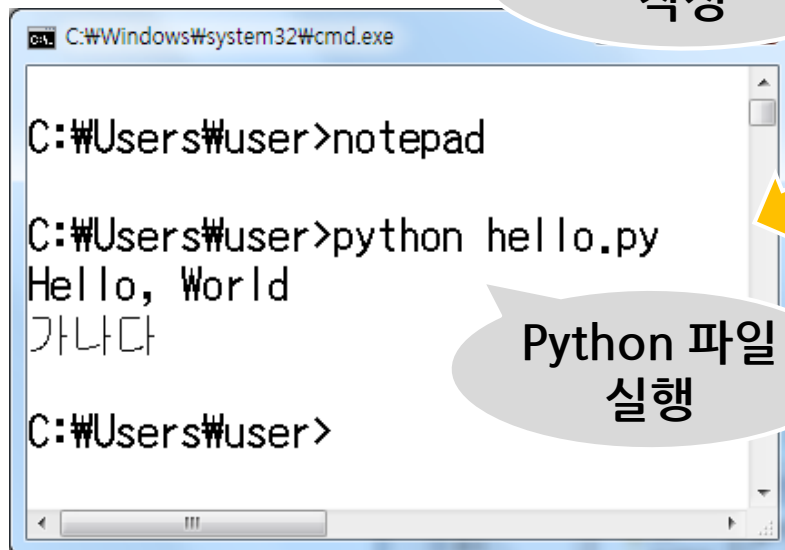 C:₩Windows₩system32₩cmd.exe
C:₩Users₩user>notepad
C:₩Users₩user>python hello.py
Hello, World
가나다
Python 파일
실행
C:₩Users₩user>